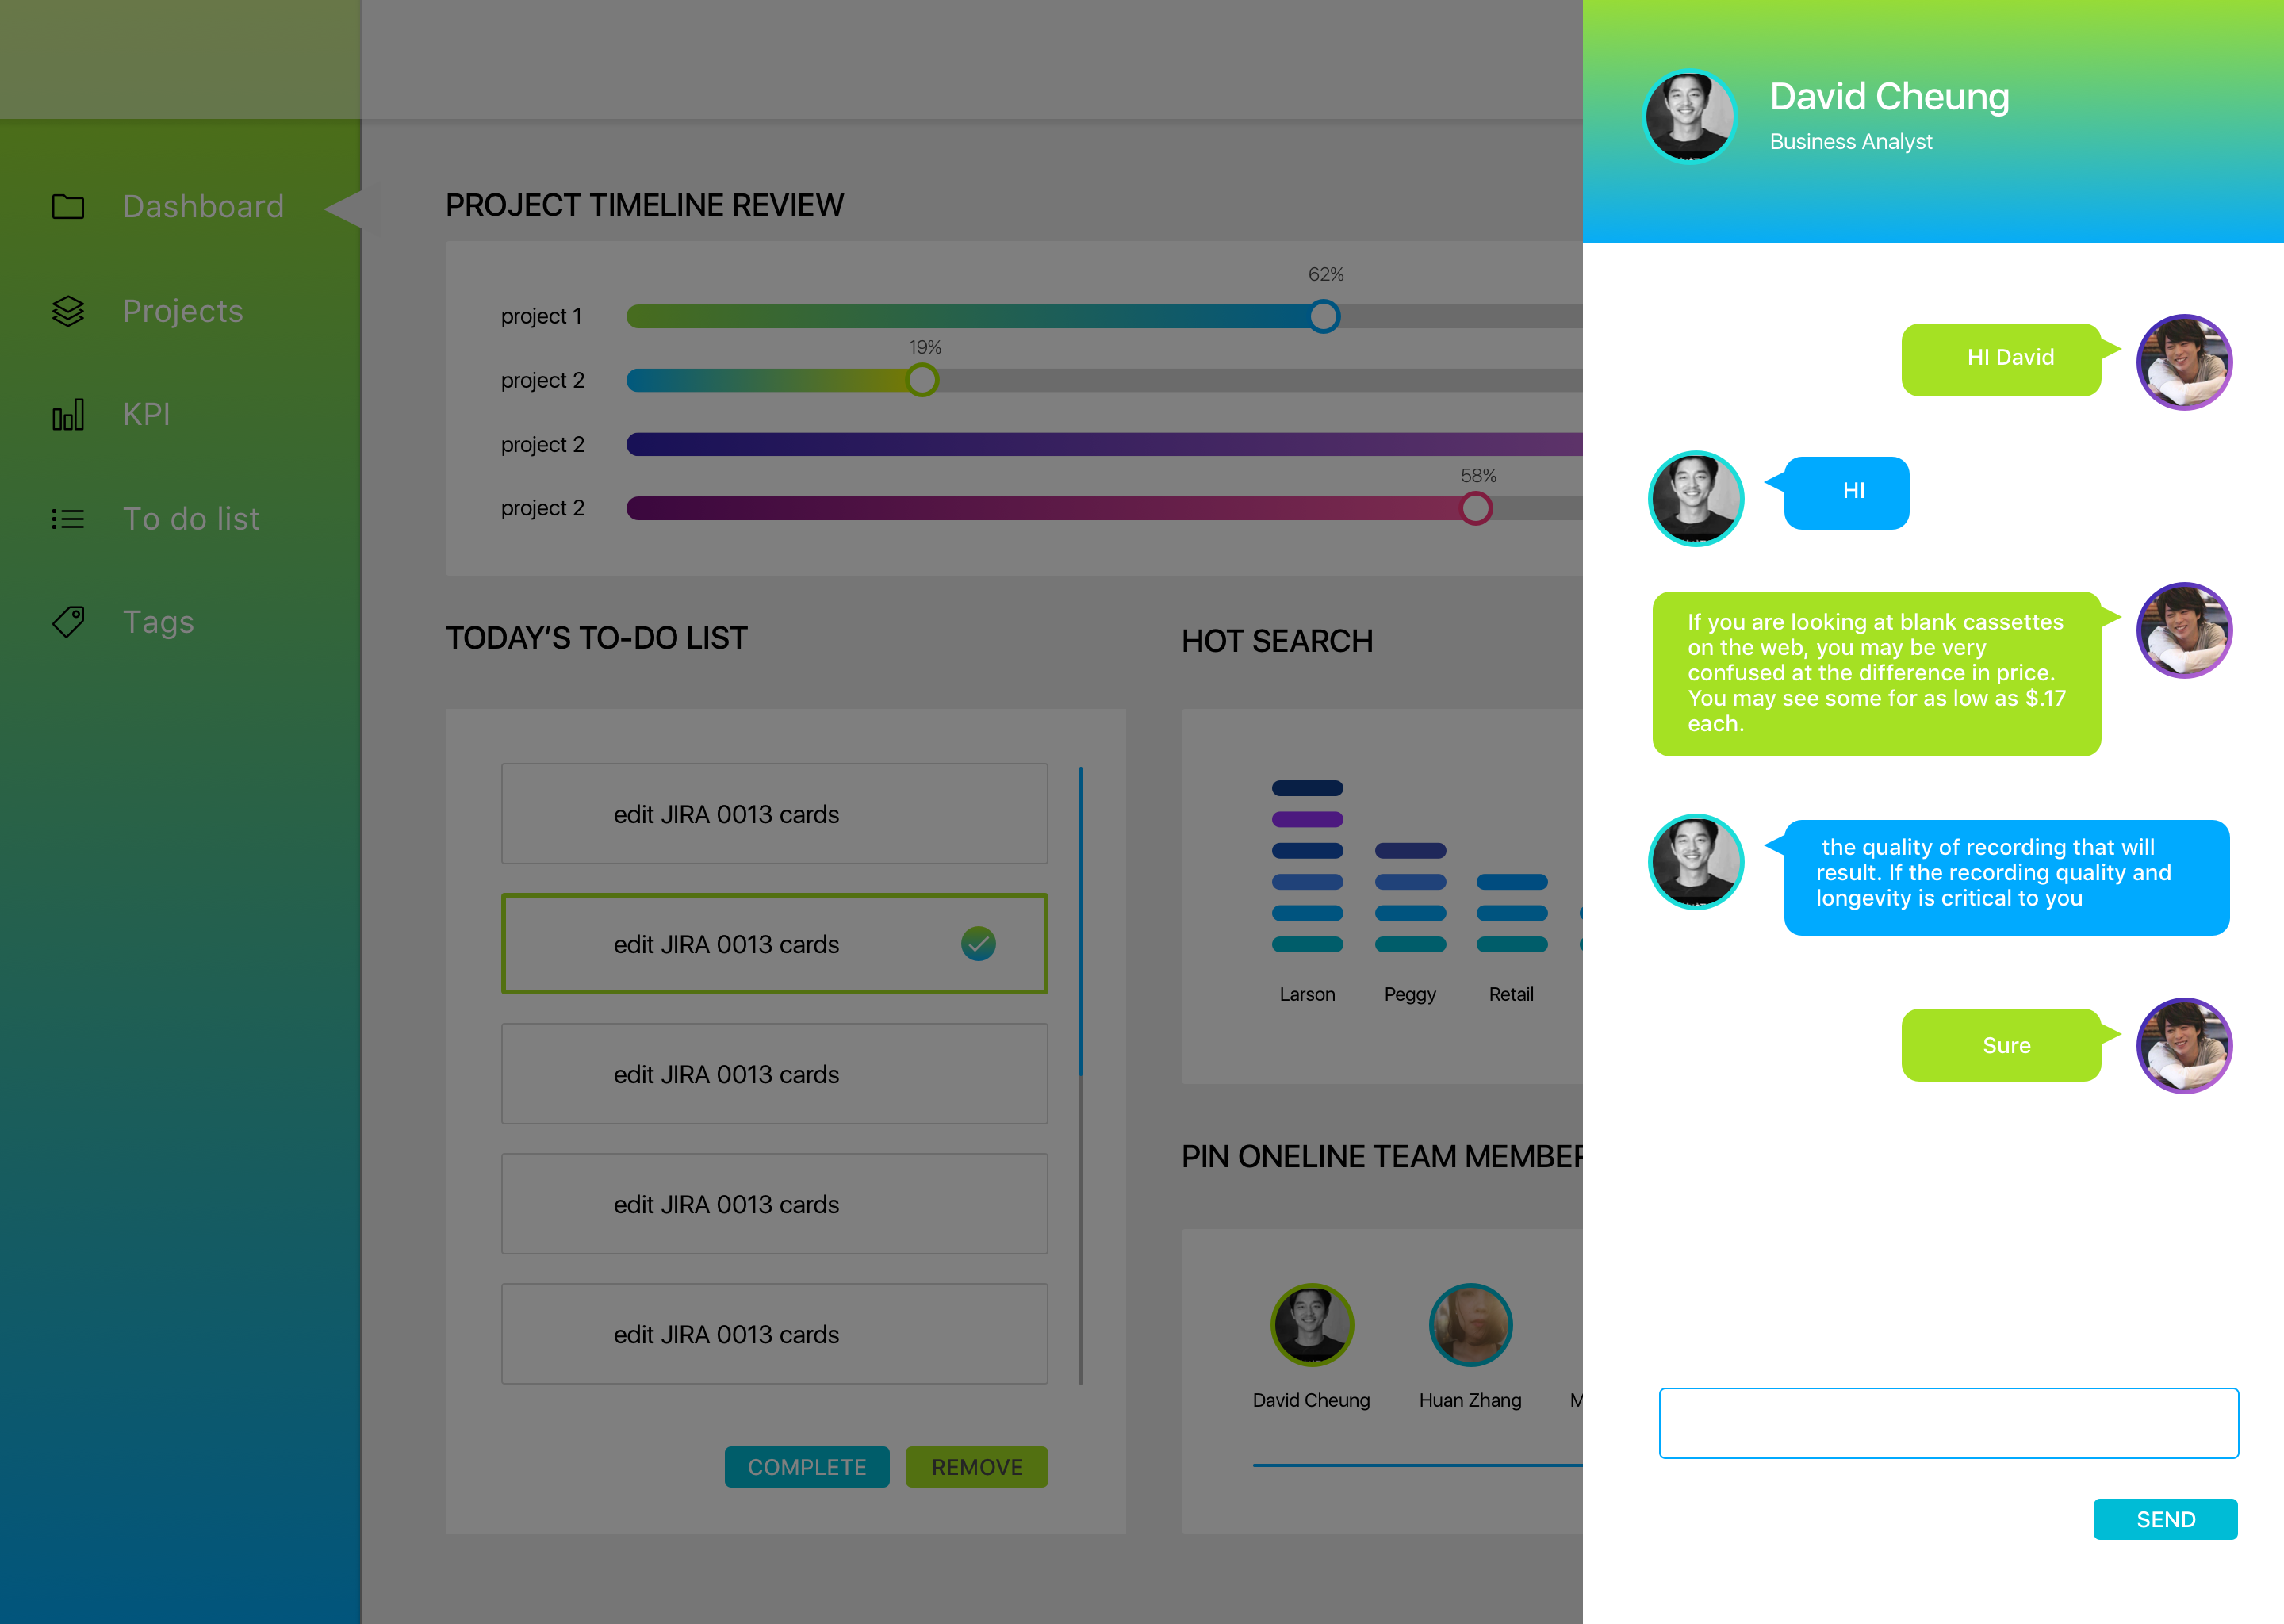 Dashboard
Projects
KPI
To do list
Tags
PROJECT TIMELINE REVIEW
62%
project 1
19%
project 2
project 2
58%
project 2
TODAY’S TO-DO LIST
edit JIRA 0013 cards
edit JIRA 0013 cards
edit JIRA 0013 cards
edit JIRA 0013 cards
edit JIRA 0013 cards
COMPLETE REMOVE
HOT SEARCH
Larson Peggy Retail
PIN ONELINE TEAM MEMBER
David Cheung Huan Zhang M
David Cheung
Business Analyst
HI David
HI
If you are looking at blank cassettes
on the web, you may be very
confused at the difference in price.
You may see some for as low as $.17
each.
the quality of recording that will
result. If the recording quality and
longevity is critical to you
Sure
SEND